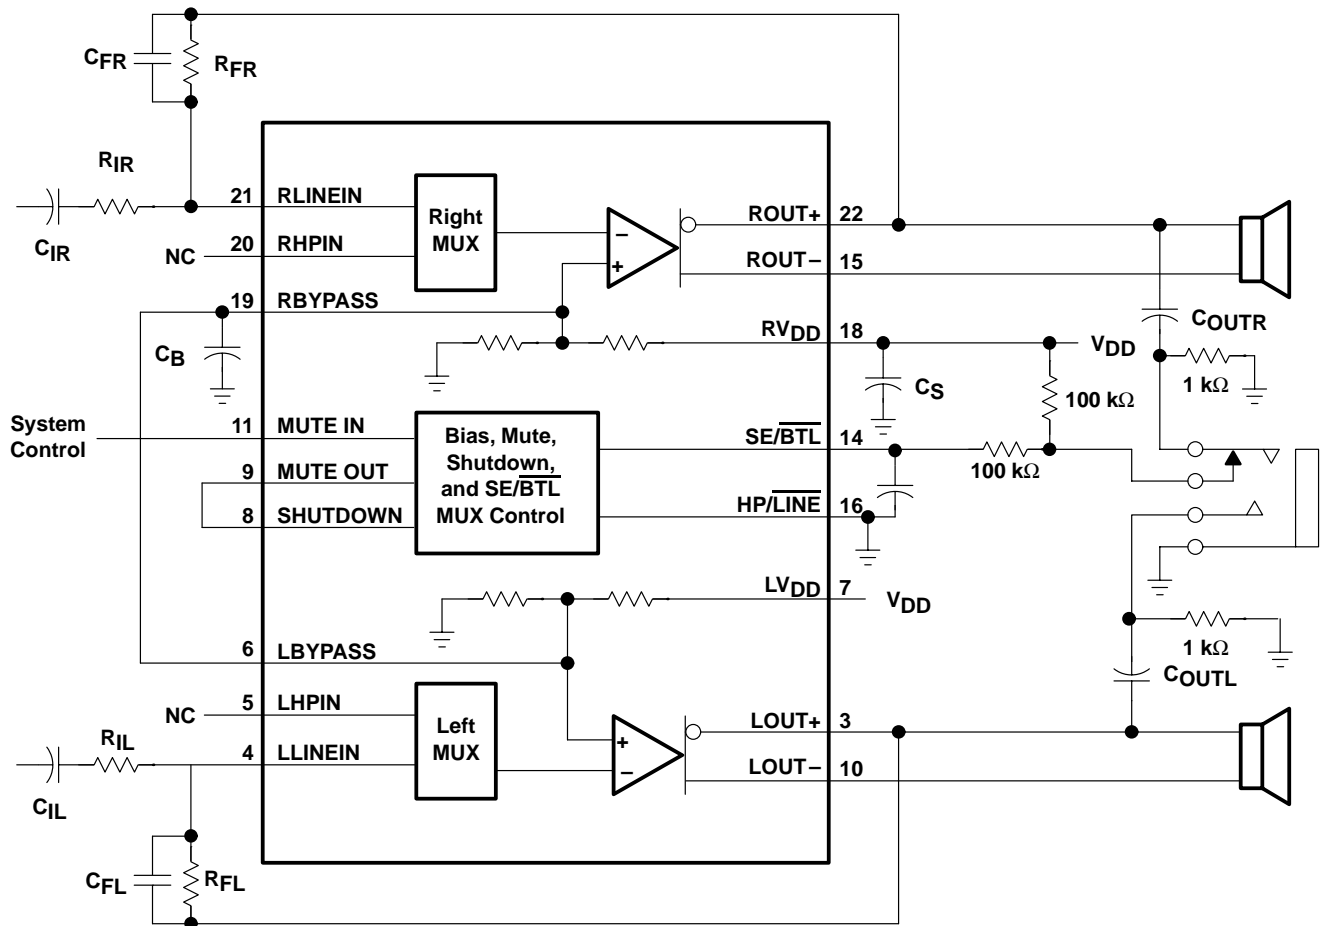 CFR
RFR
RIR
CIR
21 RLINEIN
NC 20 RHPIN
Right
MUX
−
+
ROUT+ 22
ROUT− 15
19 RBYPASS
CB
RVDD 18
VDD
COUTR
1 kΩ
CS
100 kΩ
System
Control
11 MUTE IN
9 MUTE OUT
8 SHUTDOWN
Bias, Mute,
Shutdown,
and SE/B̅T̅L̅
MUX Control
SE/B̅T̅L̅ 14
100 kΩ
HP/L̅I̅N̅E̅ 16
LVDD 7
VDD
1 kΩ
COUTL
6 LBYPASS
NC 5 LHPIN
RIL
4 LLINEIN
CIL
Left
MUX
+
−
LOUT+ 3
LOUT− 10
CFL
RFL